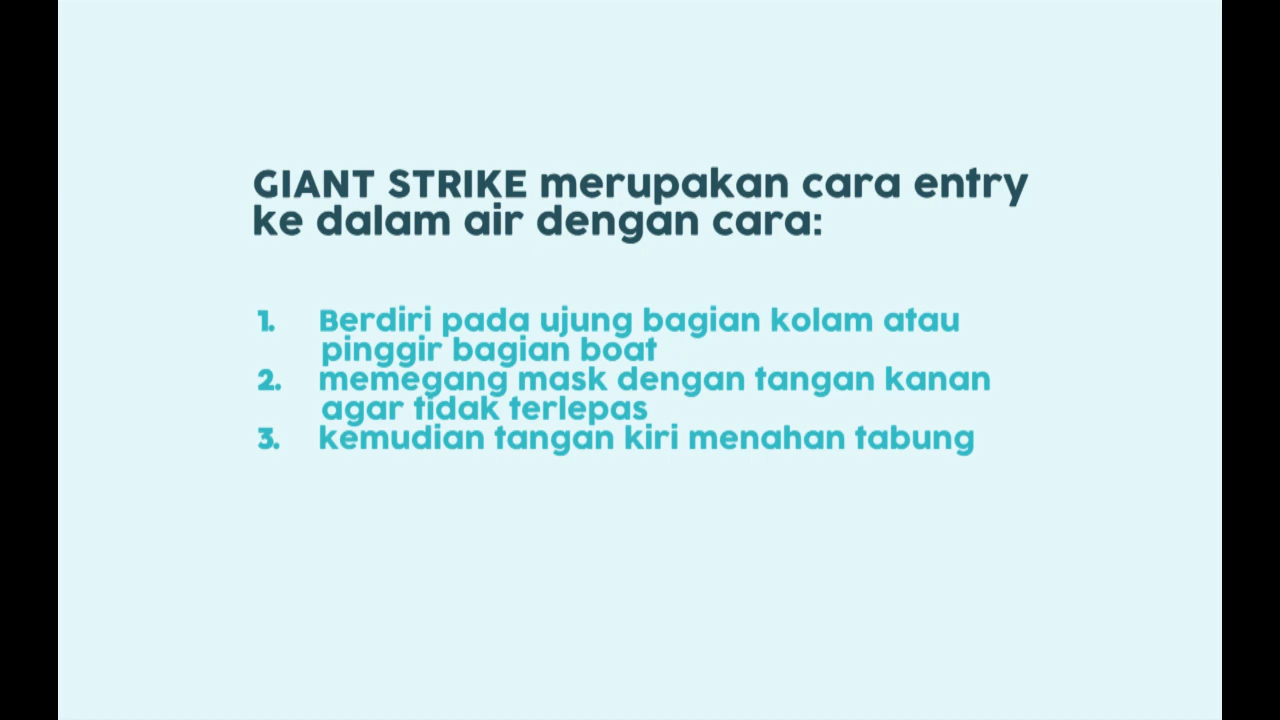 GIANT STRIKE merupakan cara entry
ke dalam air dengan cara:
1. Berdiri pada ujung bagian kolam atau
pinggir bagian boat
2. memegang mask dengan tangan kanan
agar tidak terlepas
3. kemudian tangan kiri menahan tabung